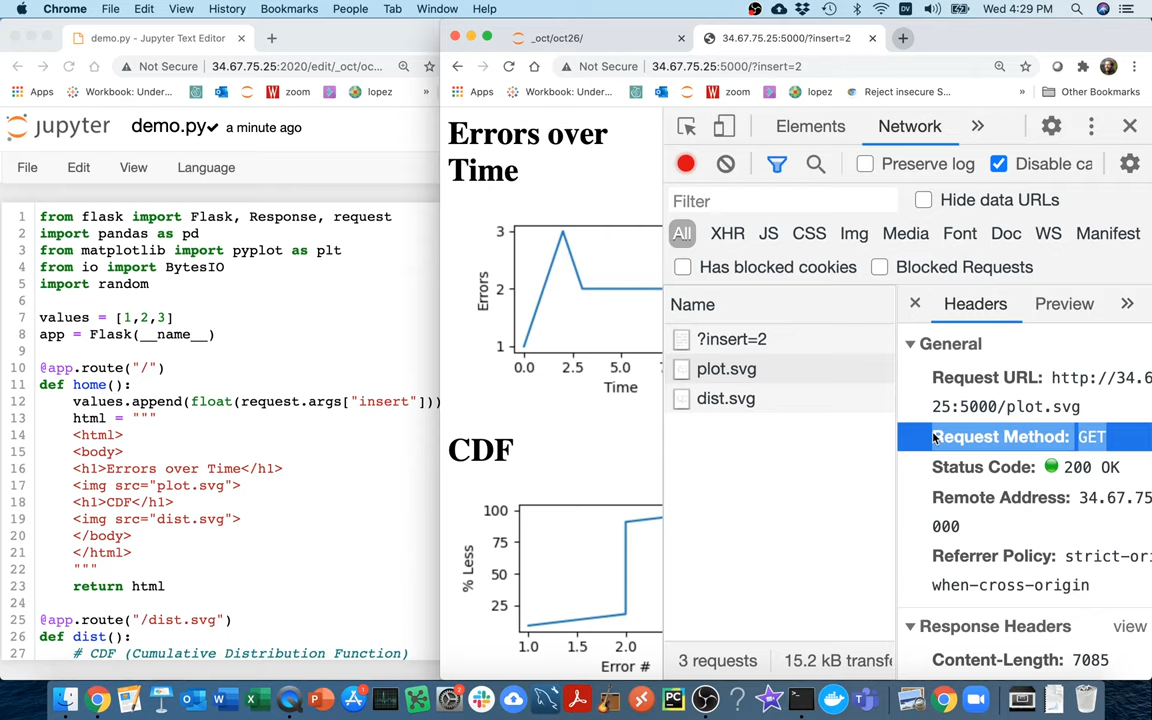 Chrome File Edit View History Bookmarks People Tab Window Help Wed 4:29 PM
demo.py - Jupyter Text Editor
Not Secure 34.67.75.25:2020/edit/_oct/oc...
Apps Workbook: Under... zoom lopez »
jupyter demo.py a minute ago
File Edit View Language
1 from flask import Flask, Response, request
2 import pandas as pd
3 from matplotlib import pyplot as plt
4 from io import BytesIO
5 import random
6
7 values = [1,2,3]
8 app = Flask(__name__)
9
10 @app.route("/")
11 def home():
12 values.append(float(request.args["insert"]))
13 html = """
14 <html>
15 <body>
16 <h1>Errors over Time</h1>
17 <img src="plot.svg">
18 <h1>CDF</h1>
19 <img src="dist.svg">
20 </body>
21 </html>
22 """
23 return html
24
25 @app.route("/dist.svg")
26 def dist():
27 # CDF (Cumulative Distribution Function)
_oct/oct26/ 34.67.75.25:5000/?insert=2
Not Secure 34.67.75.25:5000/?insert=2
Apps Workbook: Under... zoom lopez Reject insecure S... » Other Bookmarks
Errors over
Time
3
2
1
Errors
0.0 2.5 5.0 7
Time
CDF
100
75
50
25
% Less
1.0 1.5 2.0
Error #
Elements Network »
Preserve log Disable ca
Filter Hide data URLs
All XHR JS CSS Img Media Font Doc WS Manifest
Has blocked cookies Blocked Requests
Name
?insert=2
plot.svg
dist.svg
3 requests 15.2 kB transfe
Headers Preview »
General
Request URL: http://34.6
25:5000/plot.svg
Request Method: GET
Status Code: 200 OK
Remote Address: 34.67.75
000
Referrer Policy: strict-ori
when-cross-origin
Response Headers view
Content-Length: 7085